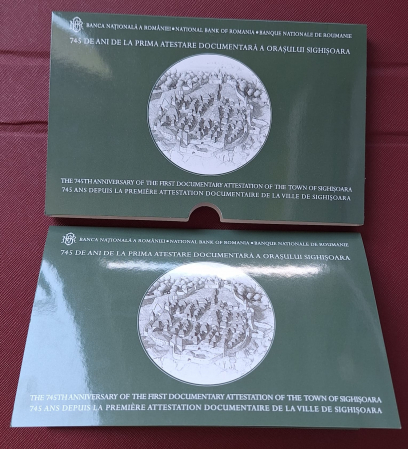 BANCA NAȚIONALĂ A ROMÂNIEI • NATIONAL BANK OF ROMANIA • BANQUE NATIONALE DE ROUMANIE
745 DE ANI DE LA PRIMA ATESTARE DOCUMENTARĂ A ORAȘULUI SIGHIȘOARA
THE 745TH ANNIVERSARY OF THE FIRST DOCUMENTARY ATTESTATION OF THE TOWN OF SIGHIȘOARA
745 ANS DEPUIS LA PREMIÈRE ATTESTATION DOCUMENTAIRE DE LA VILLE DE SIGHIȘOARA
BANCA NAȚIONALĂ A ROMÂNIEI • NATIONAL BANK OF ROMANIA • BANQUE NATIONALE DE ROUMANIE
745 DE ANI DE LA PRIMA ATESTARE DOCUMENTARĂ A ORAȘULUI SIGHIȘOARA
THE 745TH ANNIVERSARY OF THE FIRST DOCUMENTARY ATTESTATION OF THE TOWN OF SIGHIȘOARA
745 ANS DEPUIS LA PREMIÈRE ATTESTATION DOCUMENTAIRE DE LA VILLE DE SIGHIȘOARA